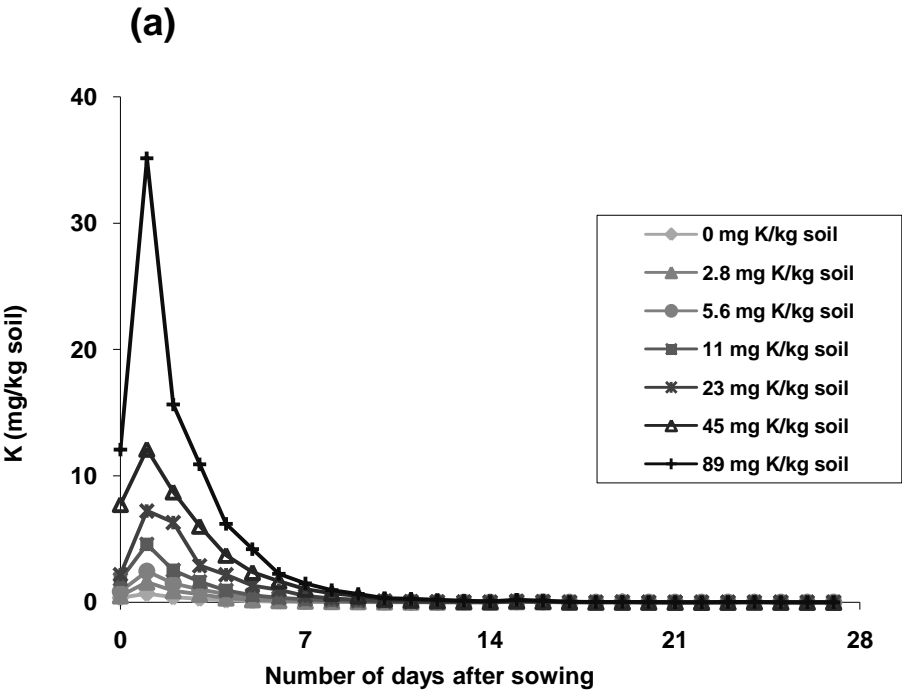 (a)
40
30
20
10
0
K (mg/kg soil)
0 mg K/kg soil
2.8 mg K/kg soil
5.6 mg K/kg soil
11 mg K/kg soil
23 mg K/kg soil
45 mg K/kg soil
89 mg K/kg soil
0 7 14 21 28
Number of days after sowing